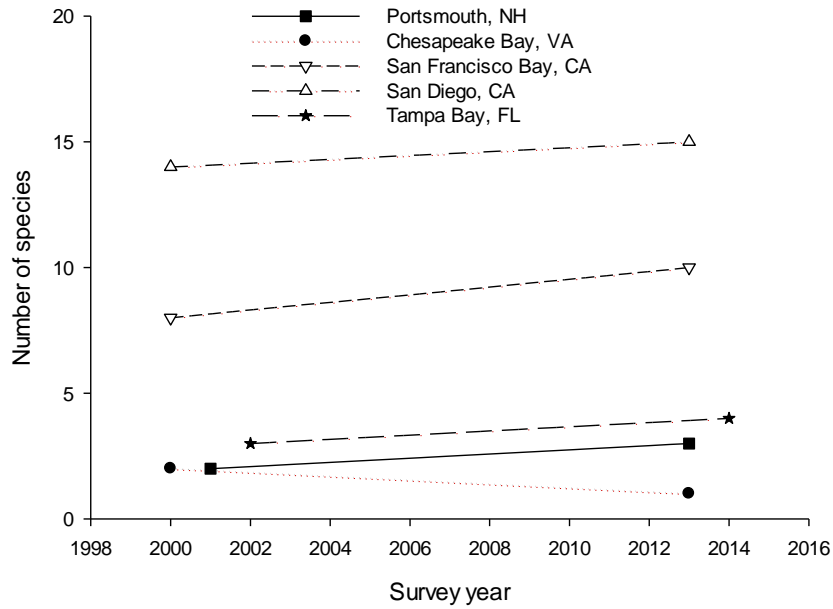 20
Portsmouth, NH
Chesapeake Bay, VA
San Francisco Bay, CA
San Diego, CA
Tampa Bay, FL
15
10
5
0
Number of species
1998 2000 2002 2004 2006 2008 2010 2012 2014 2016
Survey year